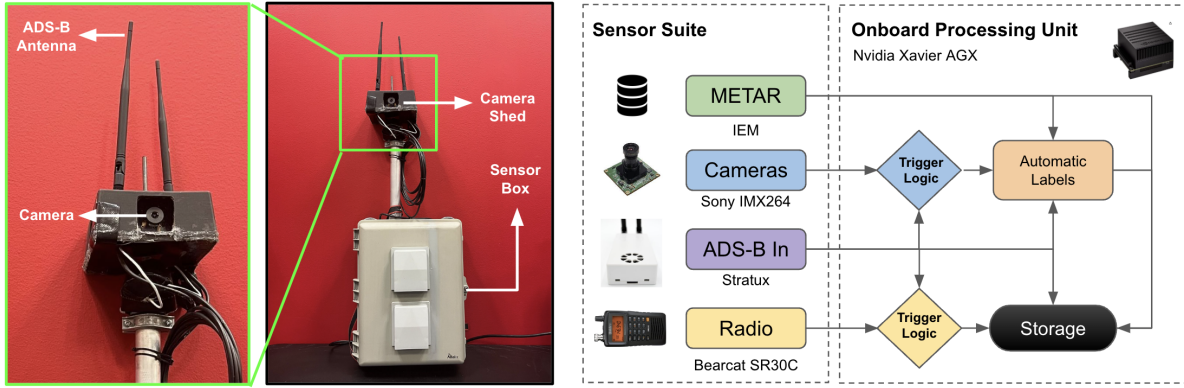 ADS-B
Antenna
Camera
Camera
Shed
Sensor
Box
Sensor Suite
METAR
IEM
Cameras
Sony IMX264
ADS-B In
Stratux
Radio
Bearcat SR30C
Onboard Processing Unit
Nvidia Xavier AGX
Trigger
Logic
Automatic
Labels
Trigger
Logic
Storage